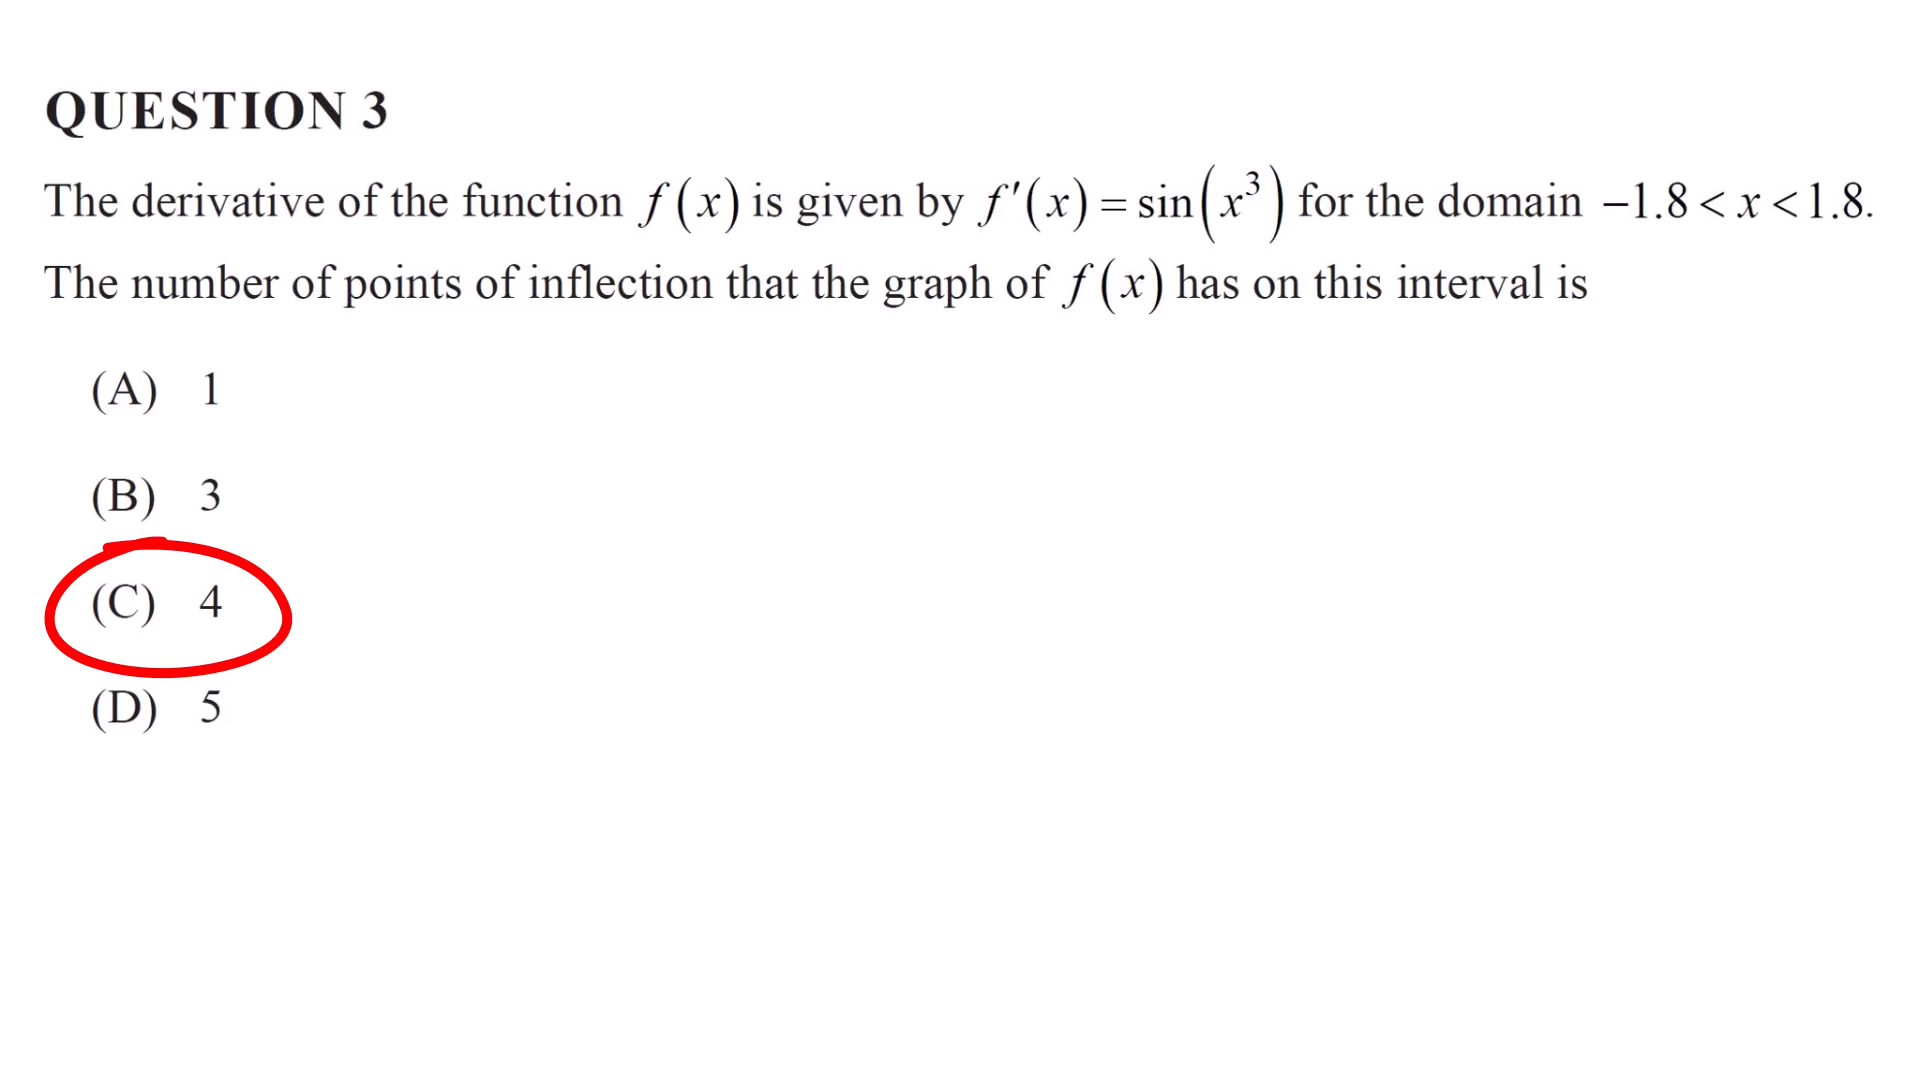 QUESTION 3
The derivative of the function f(x) is given by f′(x) = sin(x³) for the domain −1.8 < x < 1.8.
The number of points of inflection that the graph of f(x) has on this interval is
(A) 1
(B) 3
(C) 4
(D) 5